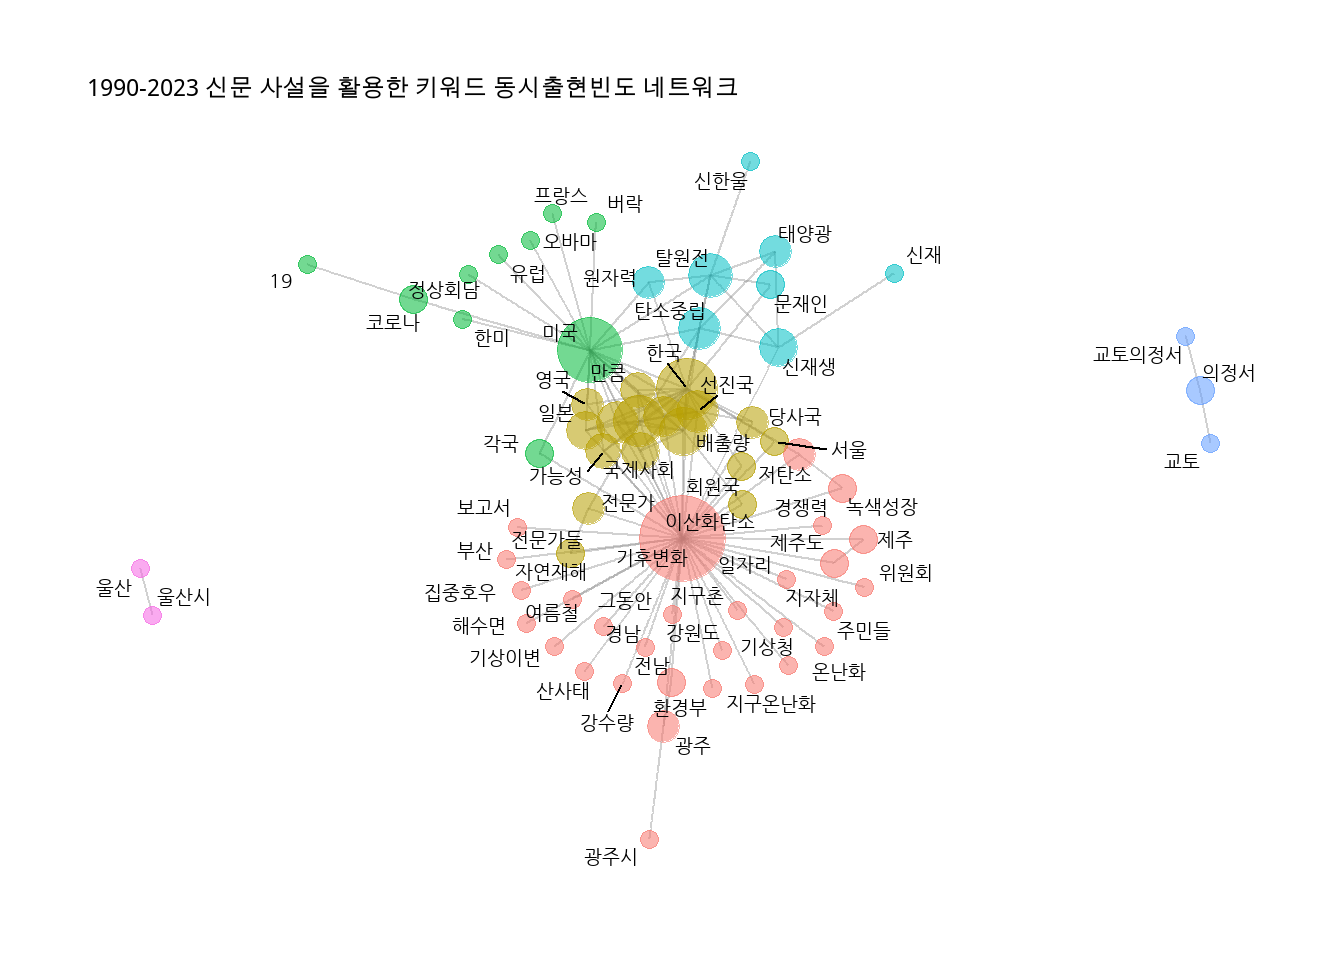 1990-2023 신문 사설을 활용한 키워드 동시출현빈도 네트워크
신한울
프랑스
버락
오바마
태양광
탈원전
신재
유럽
원자력
19
정상회담
문재인
탄소중립
코로나
한미
미국
한국
교토의정서
신재생
만큼
영국
선진국
의정서
일본
당사국
각국
배출량
서울
교토
국제사회
가능성
저탄소
회원국
전문가
보고서
경쟁력
녹색성장
이산화탄소
전문가들
제주도
제주
부산
기후변화
일자리
자연재해
위원회
울산
집중호우
지구촌
지자체
울산시
그동안
여름철
해수면
경남
강원도
주민들
기상청
기상이변
전남
온난화
산사태
지구온난화
환경부
강수량
광주
광주시